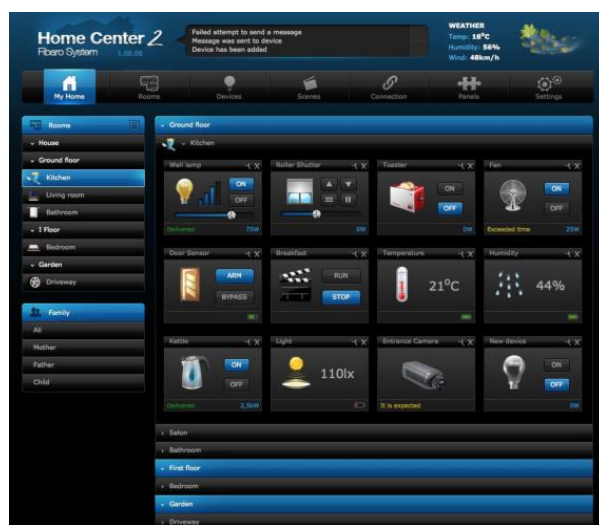 Home Center 2
Fibaro System 1.00.00
Failed attempt to send a message
Message was sent to device
Device has been added
WEATHER
Temp: 18°C
Humidity: 56%
Wind: 48km/h
My Home
Rooms
Devices
Scenes
Connection
Panels
Settings
Rooms
House
Ground floor
Kitchen
Living room
Bathroom
I Floor
Bedroom
Garden
Driveway
Family
All
Mother
Father
Child
Ground floor
Kitchen
Wall lamp
ON
OFF
Delivered 75W
Roller Shutter
0W
Toaster
ON
OFF
0W
Fan
ON
OFF
Exceeded time 25W
Door Sensor
ARM
BYPASS
Breakfast
RUN
STOP
Temperature
21°C
Humidity
44%
Kettle
ON
OFF
Delivered 2,0kW
Light
110lx
Entrance Camera
It is expected
New device
ON
OFF
0W
Salon
Bathroom
First floor
Bedroom
Garden
Driveway